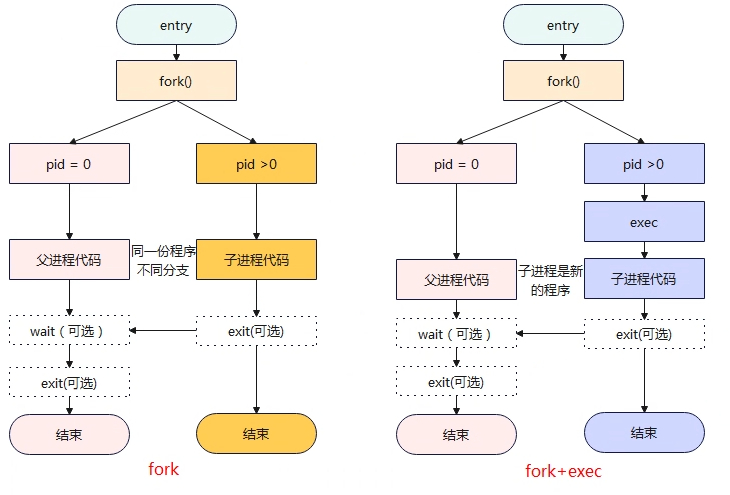 entry
fork()
pid = 0
pid >0
父进程代码
同一份程序
不同分支
子进程代码
wait（可选）
exit(可选)
exit(可选)
结束
结束
fork
entry
fork()
pid = 0
pid >0
exec
父进程代码
子进程是新
的程序
子进程代码
wait（可选）
exit(可选)
exit(可选)
结束
结束
fork+exec